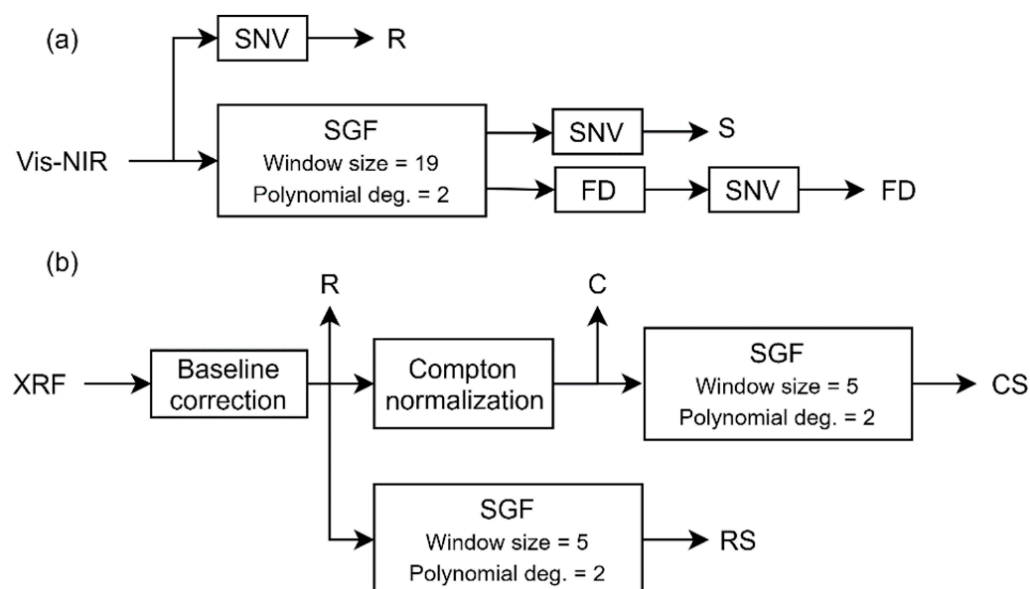 (a)
SNV
R
Vis-NIR
SGF
Window size = 19
Polynomial deg. = 2
SNV
S
FD
SNV
FD
(b)
R
C
XRF
Baseline
correction
Compton
normalization
SGF
Window size = 5
Polynomial deg. = 2
CS
SGF
Window size = 5
Polynomial deg. = 2
RS